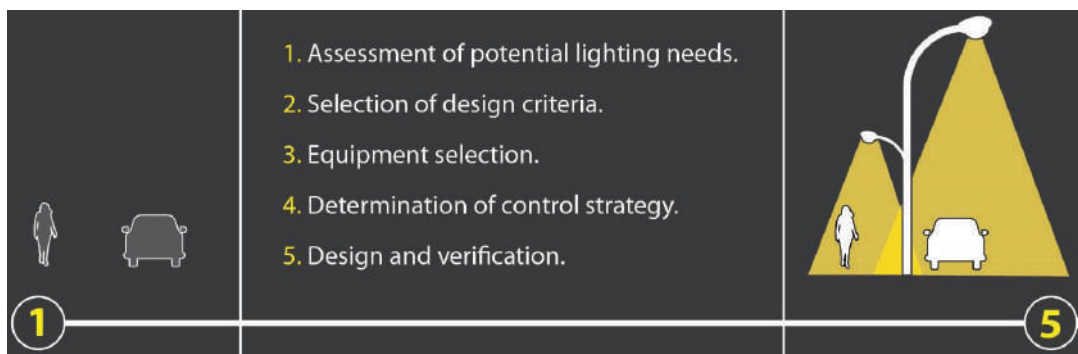 1. Assessment of potential lighting needs.
2. Selection of design criteria.
3. Equipment selection.
4. Determination of control strategy.
5. Design and verification.
1
5